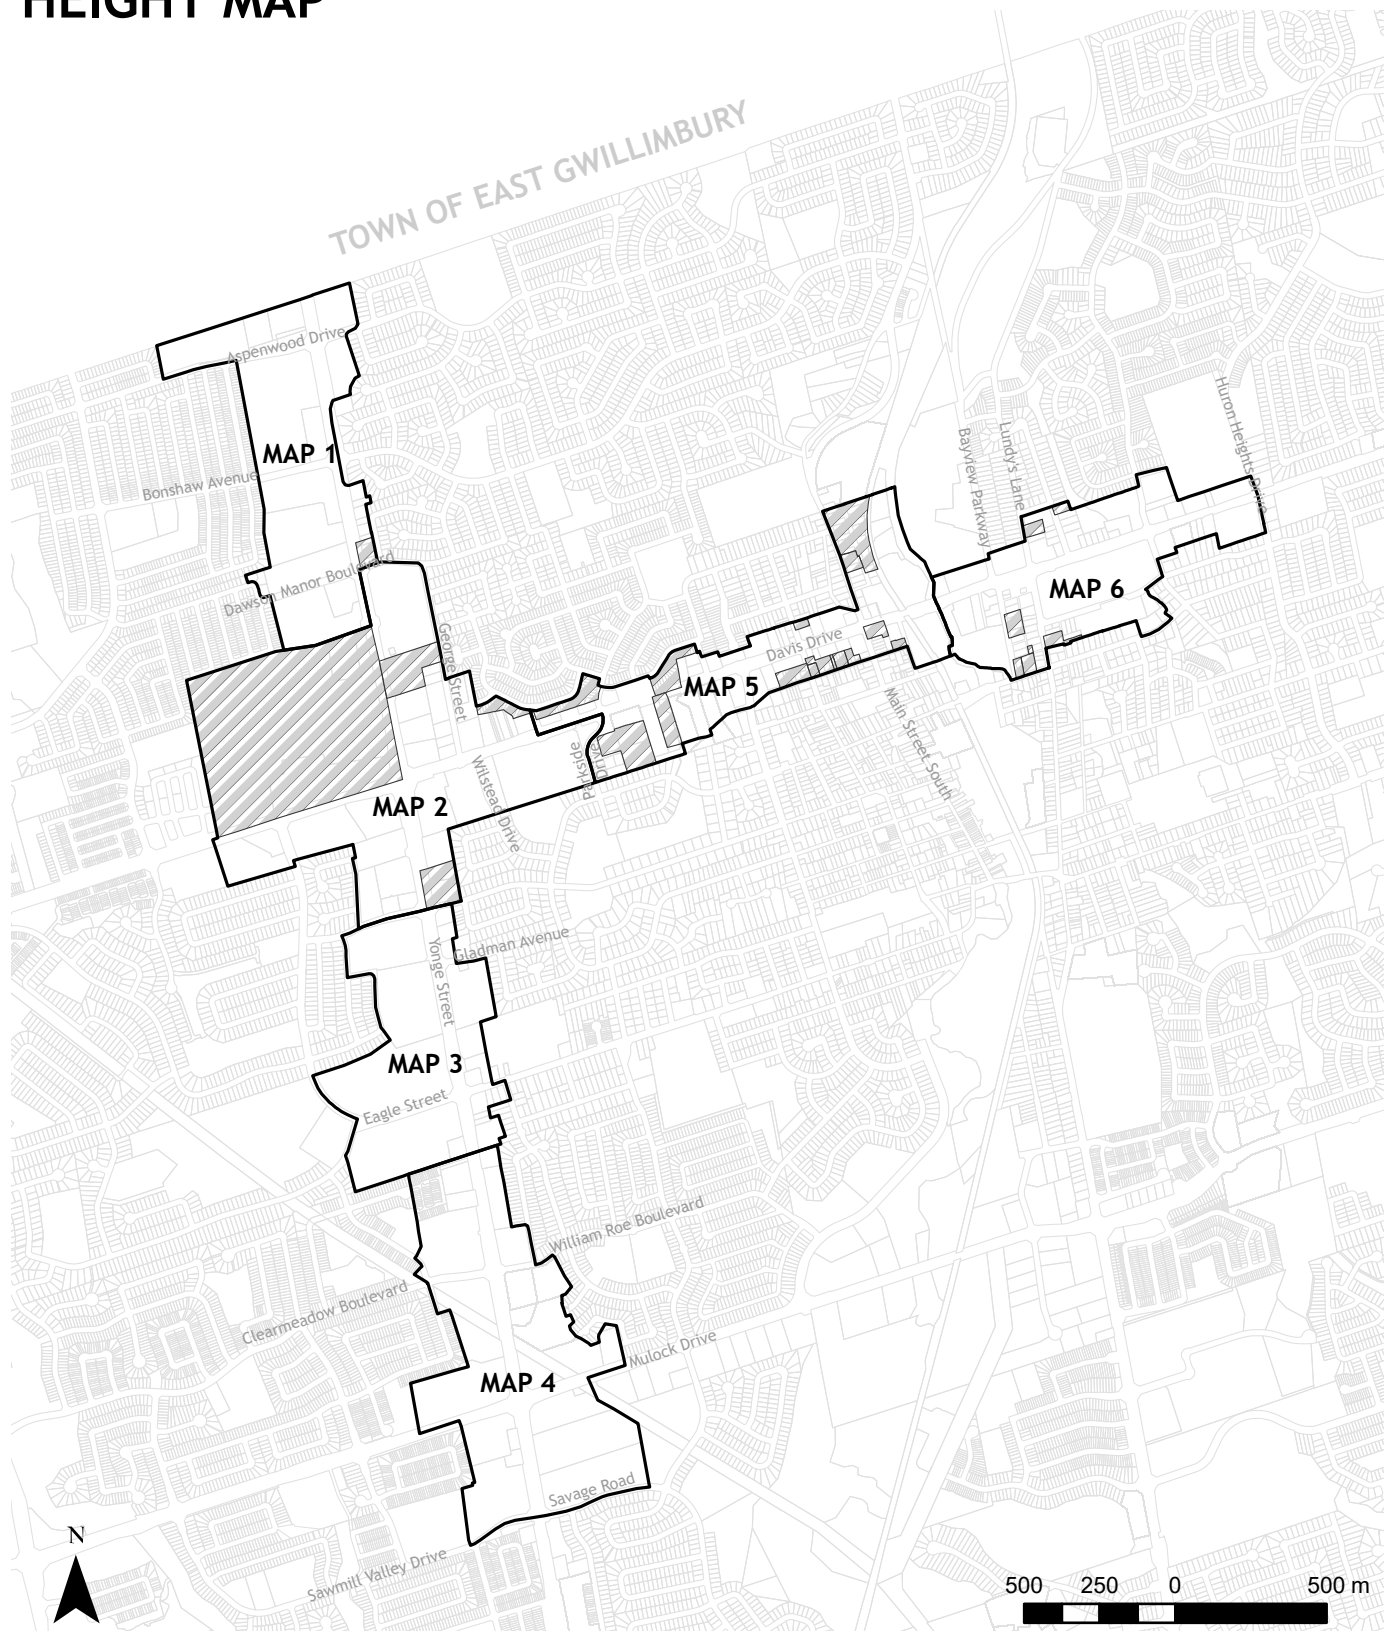 HEIGHT MAP
TOWN OF EAST GWILLIMBURY
Aspenwood Drive
MAP 1
Bonshaw Avenue
Dawson Manor Boulevard
George Street
Huron Heights Drive
Lundy's Lane
Bayview Parkway
MAP 6
Davis Drive
MAP 5
Main Street South
Parkside
Drive
Wilstead Drive
MAP 2
Gladman Avenue
Yonge Street
MAP 3
Eagle Street
William Roe Boulevard
Clearmeadow Boulevard
Mulock Drive
MAP 4
Savage Road
Sawmill Valley Drive
N
500 250 0 500 m